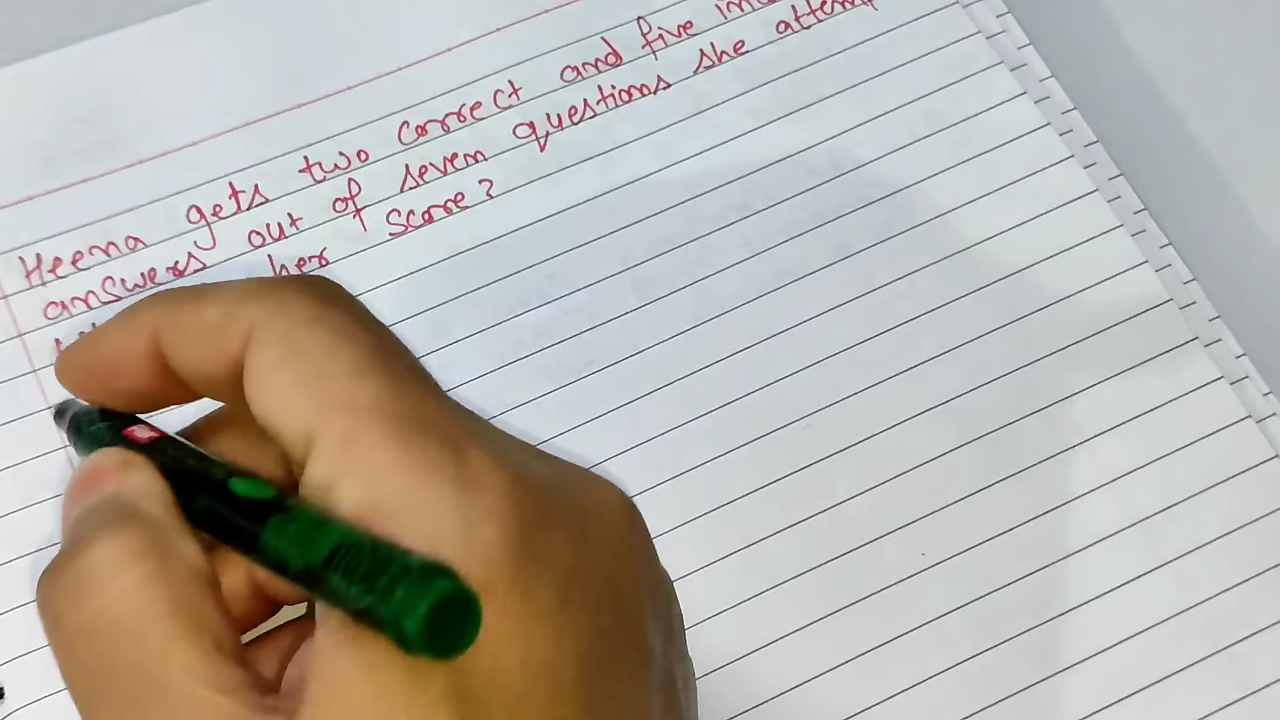 Heena gets two correct and five
answers out of seven questions she
her score?